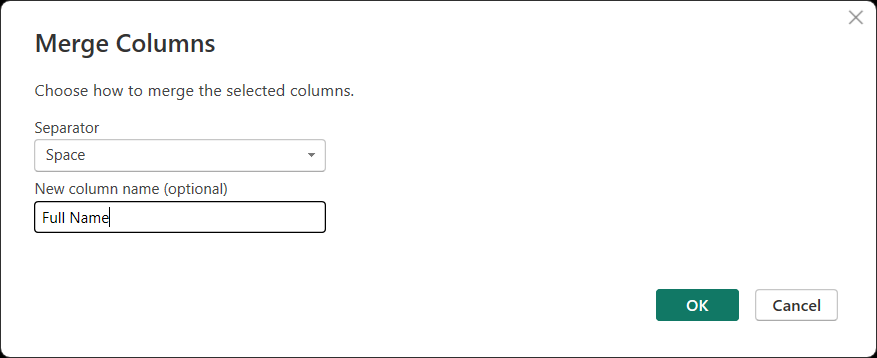 Merge Columns
Choose how to merge the selected columns.
Separator
Space
New column name (optional)
Full Name
OK
Cancel